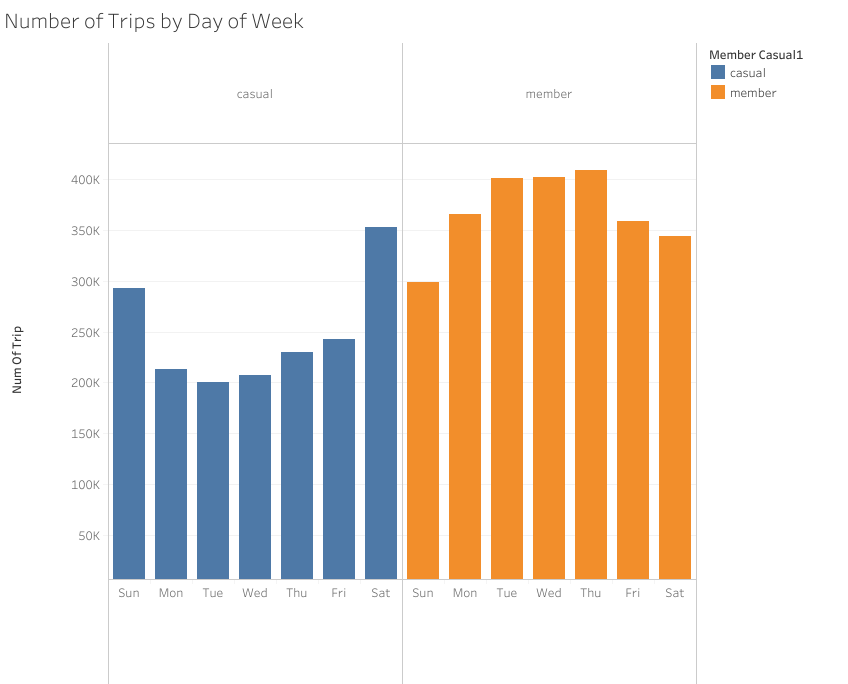 Number of Trips by Day of Week
Member Casual1
casual
member
casual
member
400K
350K
300K
250K
200K
150K
100K
50K
Num Of Trip
Sun Mon Tue Wed Thu Fri Sat Sun Mon Tue Wed Thu Fri Sat